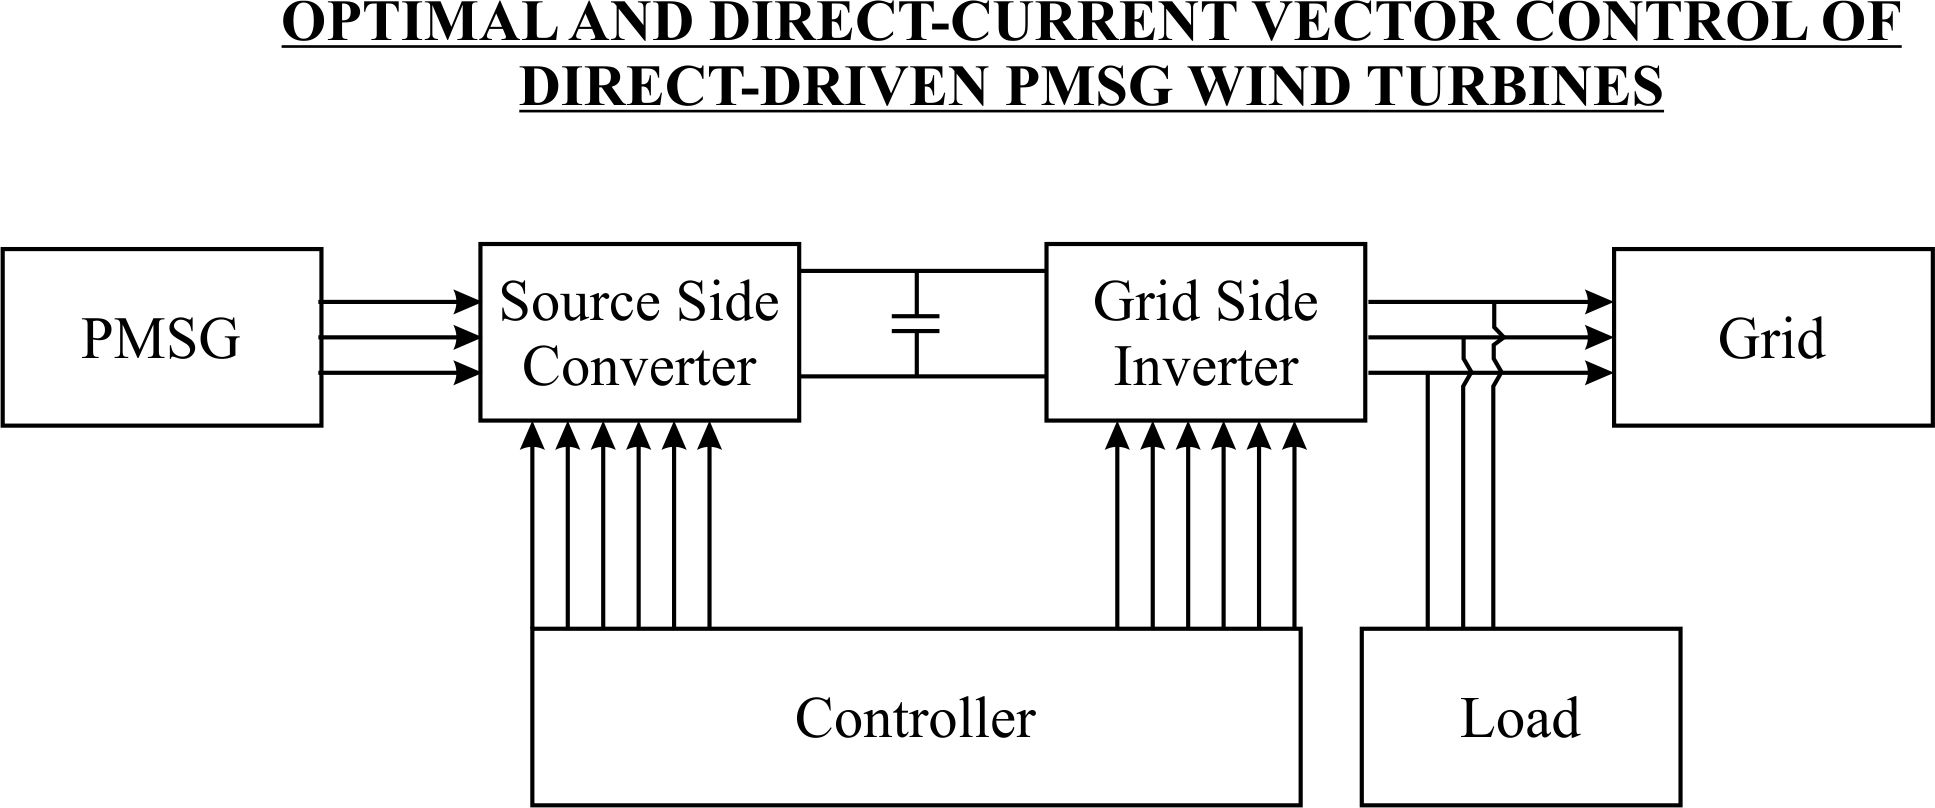 OPTIMAL AND DIRECT-CURRENT VECTOR CONTROL OF
DIRECT-DRIVEN PMSG WIND TURBINES
PMSG
Source Side
Converter
Grid Side
Inverter
Grid
Controller
Load